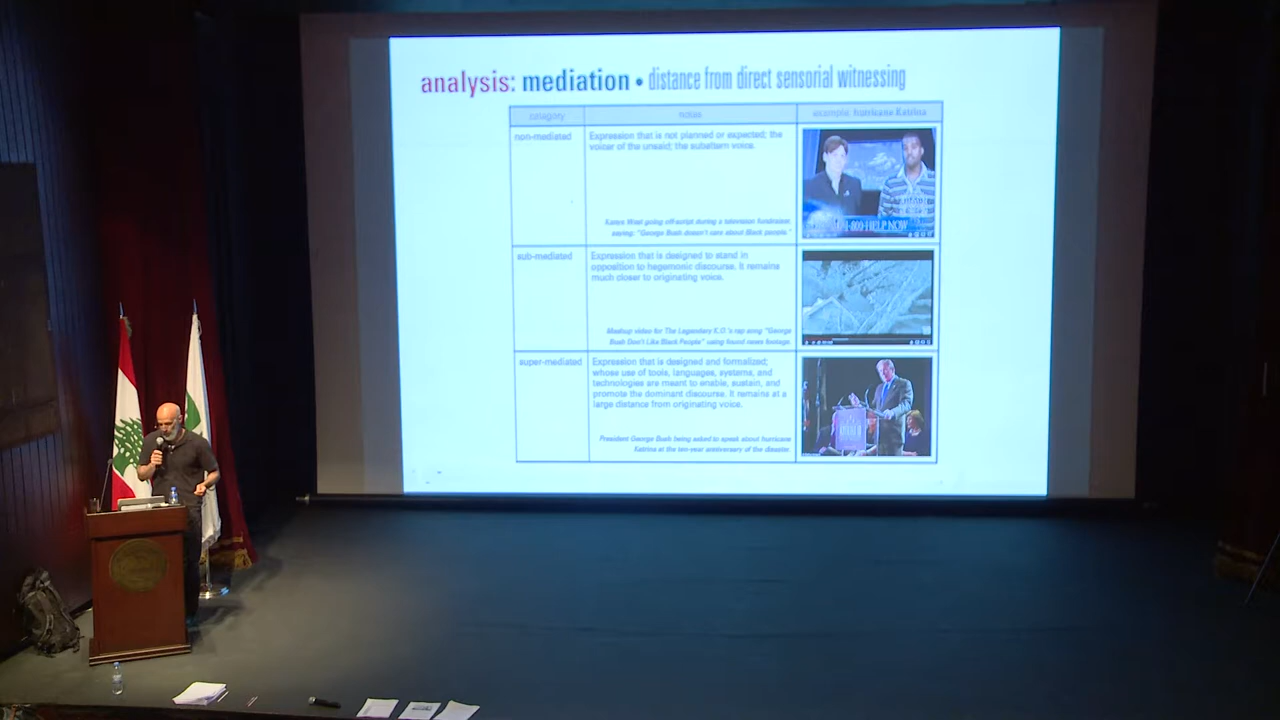 analysis: mediation • distance from direct sensorial witnessing
category notes example: hurricane Katrina
non-mediated
Expression that is not planned or expected; the
voice of the unsaid; the subaltern voice.
Kanye West going off-script during a television fundraiser
saying: "George Bush doesn't care about Black people."
1-800-HELP NOW
sub-mediated
Expression that is designed to stand in
opposition to hegemonic discourse. It remains
much closer to originating voice.
Mashup video for The Legendary K.O.'s rap song "George
Bush Don't Like Black People" using found news footage.
super-mediated
Expression that is designed and formalized;
whose use of tools, languages, systems, and
technologies are meant to enable, sustain, and
promote the dominant discourse. It remains at a
large distance from originating voice.
President George Bush being asked to speak about hurricane
Katrina at the ten-year anniversary of the disaster.